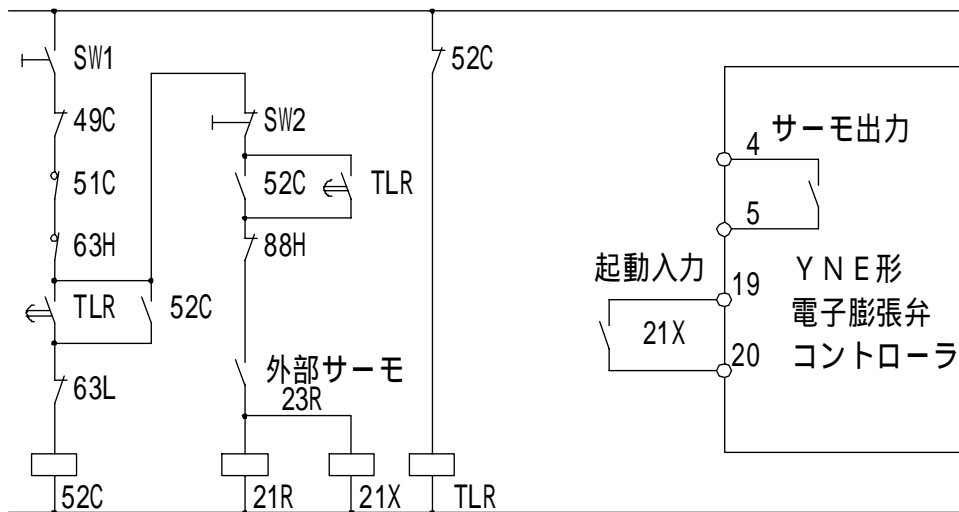 SW1
49C
51C
63H
TLR
52C
63L
52C
SW2
52C
TLR
88H
外部サーモ
23R
21R
21X
52C
TLR
サーモ出力
4
5
起動入力
19
21X
20
YNE形
電子膨張弁
コントローラ